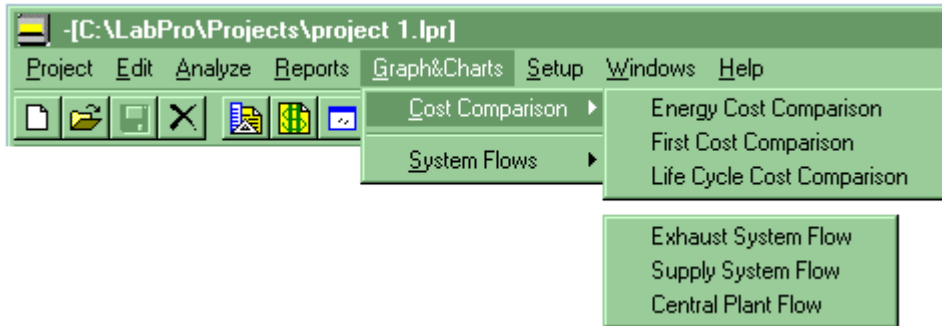 -[C:\LabPro\Projects\project 1.lpr]
Project Edit Analyze Reports Graph&Charts Setup Windows Help
Cost Comparison
System Flows
Energy Cost Comparison
First Cost Comparison
Life Cycle Cost Comparison
Exhaust System Flow
Supply System Flow
Central Plant Flow